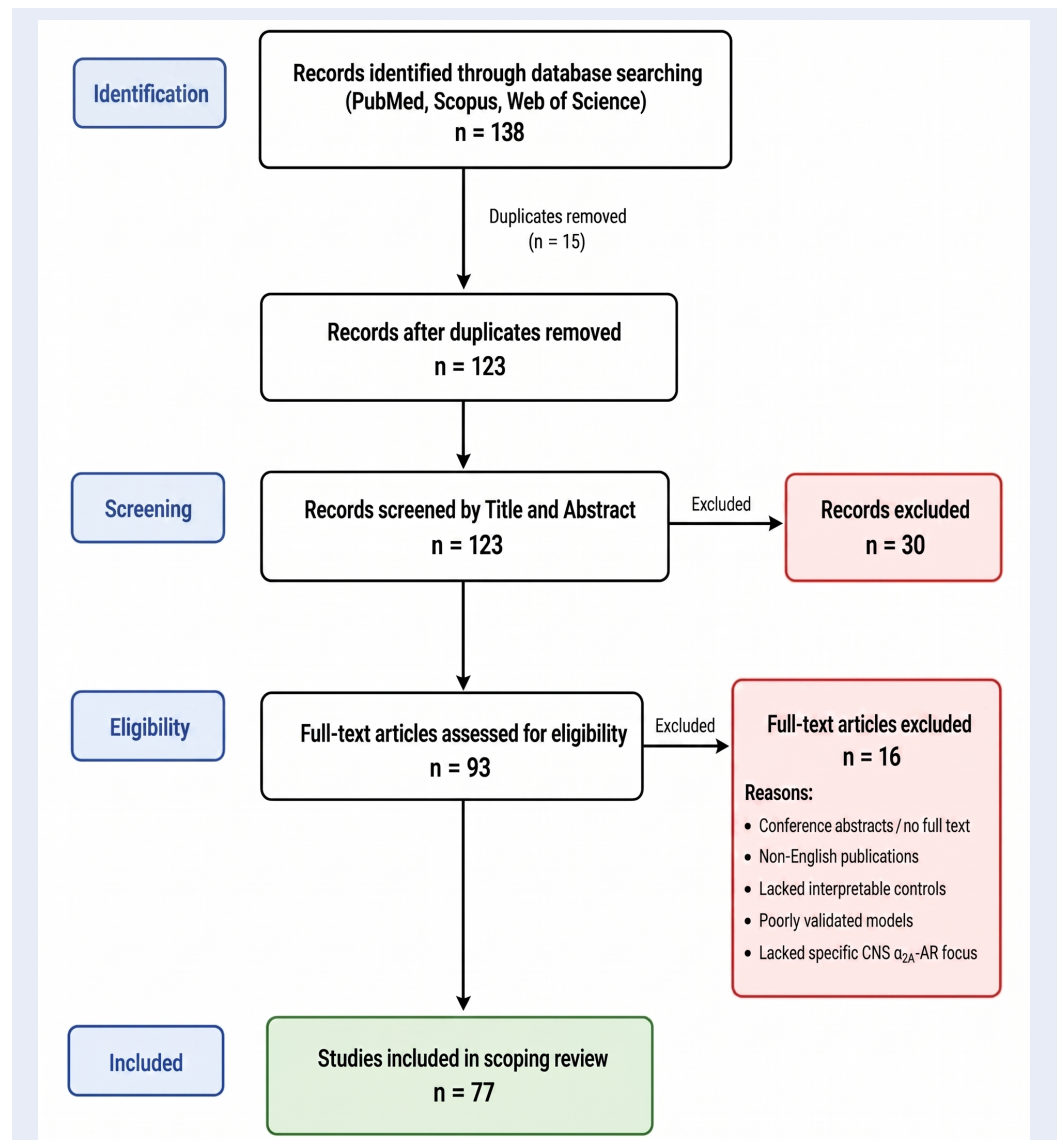 Identification
Records identified through database searching
(PubMed, Scopus, Web of Science)
n = 138
Duplicates removed
(n = 15)
Records after duplicates removed
n = 123
Screening
Records screened by Title and Abstract
n = 123
Excluded
Records excluded
n = 30
Eligibility
Full-text articles assessed for eligibility
n = 93
Excluded
Full-text articles excluded
n = 16
Reasons:
• Conference abstracts / no full text
• Non-English publications
• Lacked interpretable controls
• Poorly validated models
• Lacked specific CNS α₂A-AR focus
Included
Studies included in scoping review
n = 77